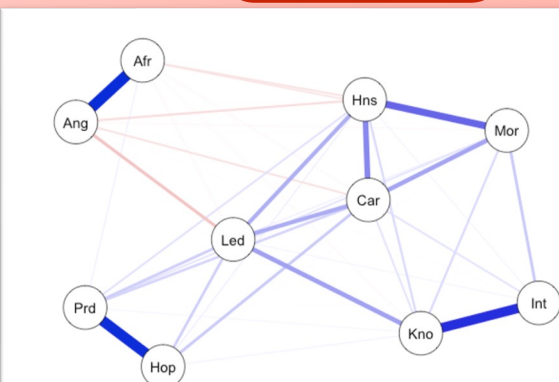 Afr
Hns
Ang
Mor
Car
Led
Int
Prd
Kno
Hop